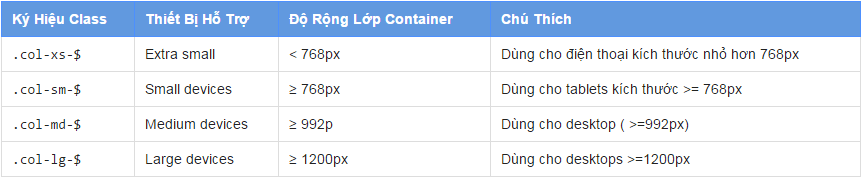 Ký Hiệu Class Thiết Bị Hỗ Trợ Độ Rộng Lớp Container Chú Thích
.col-xs-$ Extra small < 768px Dùng cho điện thoại kích thước nhỏ hơn 768px
.col-sm-$ Small devices ≥ 768px Dùng cho tablets kích thước >= 768px
.col-md-$ Medium devices ≥ 992p Dùng cho desktop ( >=992px)
.col-lg-$ Large devices ≥ 1200px Dùng cho desktops >=1200px